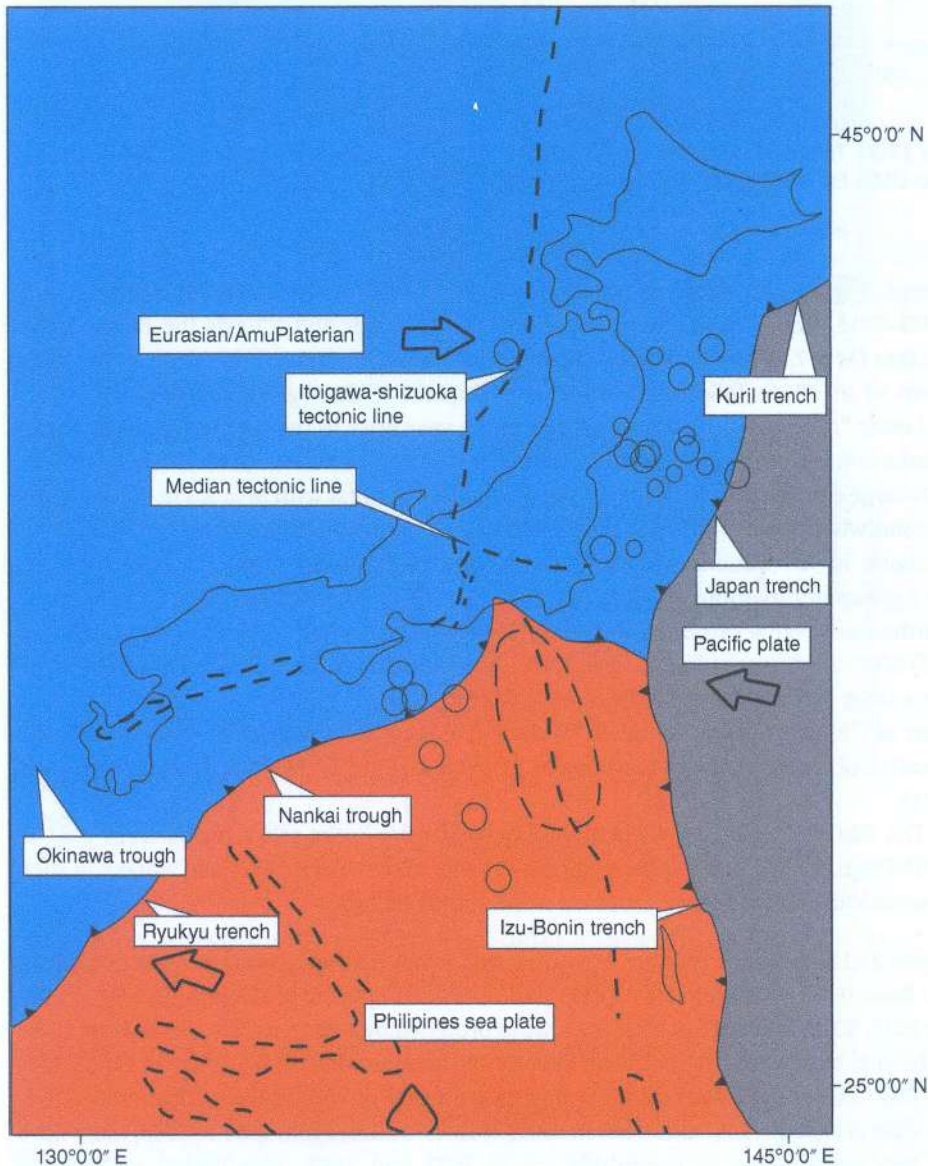 45°0′0″ N
Eurasian/AmuPlaterian
Itoigawa-shizuoka
tectonic line
Kuril trench
Median tectonic line
Japan trench
Pacific plate
Nankai trough
Okinawa trough
Ryukyu trench
Izu-Bonin trench
Philipines sea plate
25°0′0″ N
130°0′0″ E
145°0′0″ E